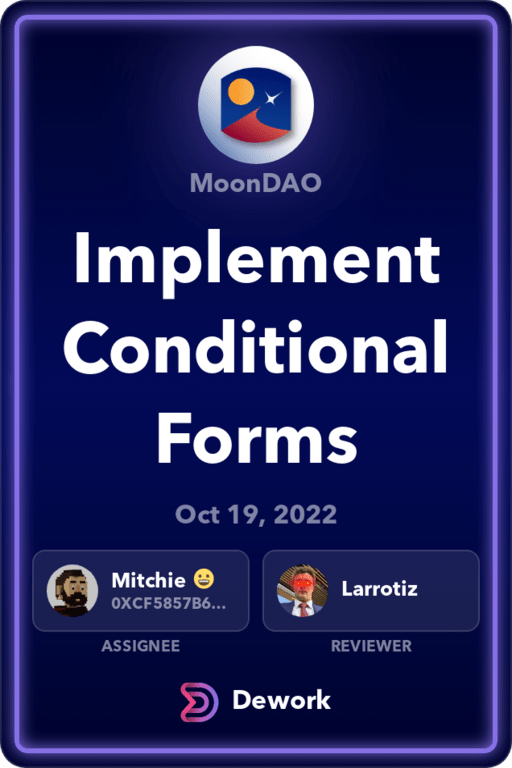 MoonDAO
Implement
Conditional
Forms
Oct 19, 2022
Mitchie 😀
0XCF5857B6...
Larrotiz
ASSIGNEE
REVIEWER
Dework